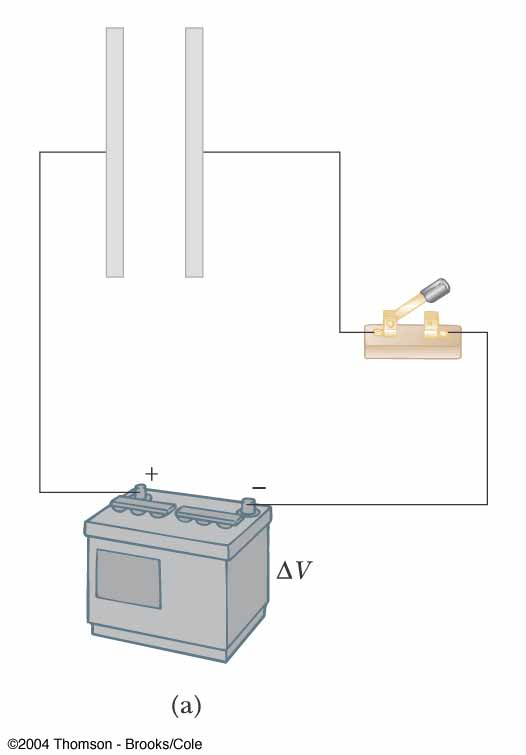 + −
ΔV
(a)
©2004 Thomson - Brooks/Cole